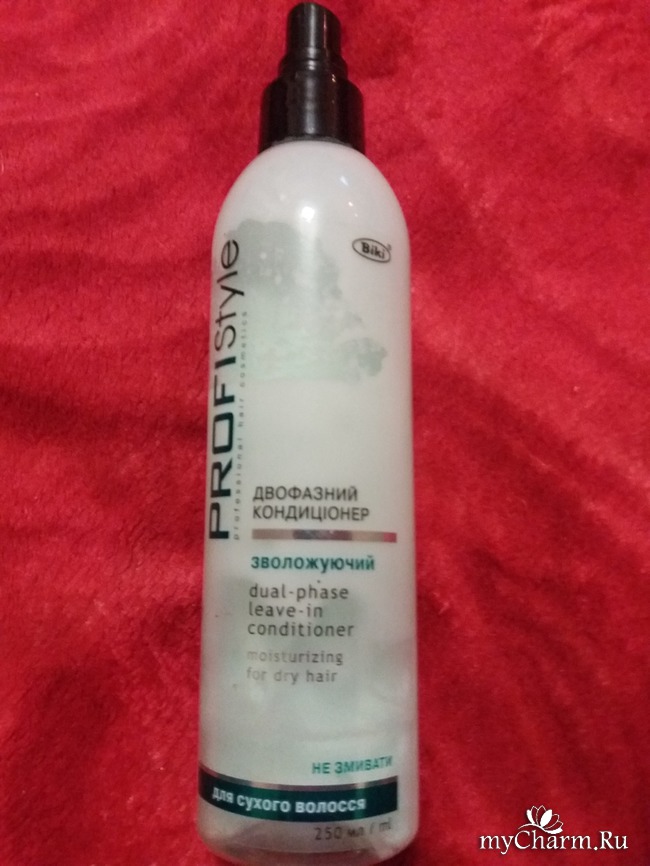 Biki
PROFIStyle
professional hair cosmetics
ДВОФАЗНИЙ
КОНДИЦІОНЕР
ЗВОЛОЖУЮЧИЙ
dual-phase
leave-in
conditioner
moisturizing
for dry hair
НЕ ЗМИВАТИ
для сухого волосся
250 мл / ml
myCharm.Ru